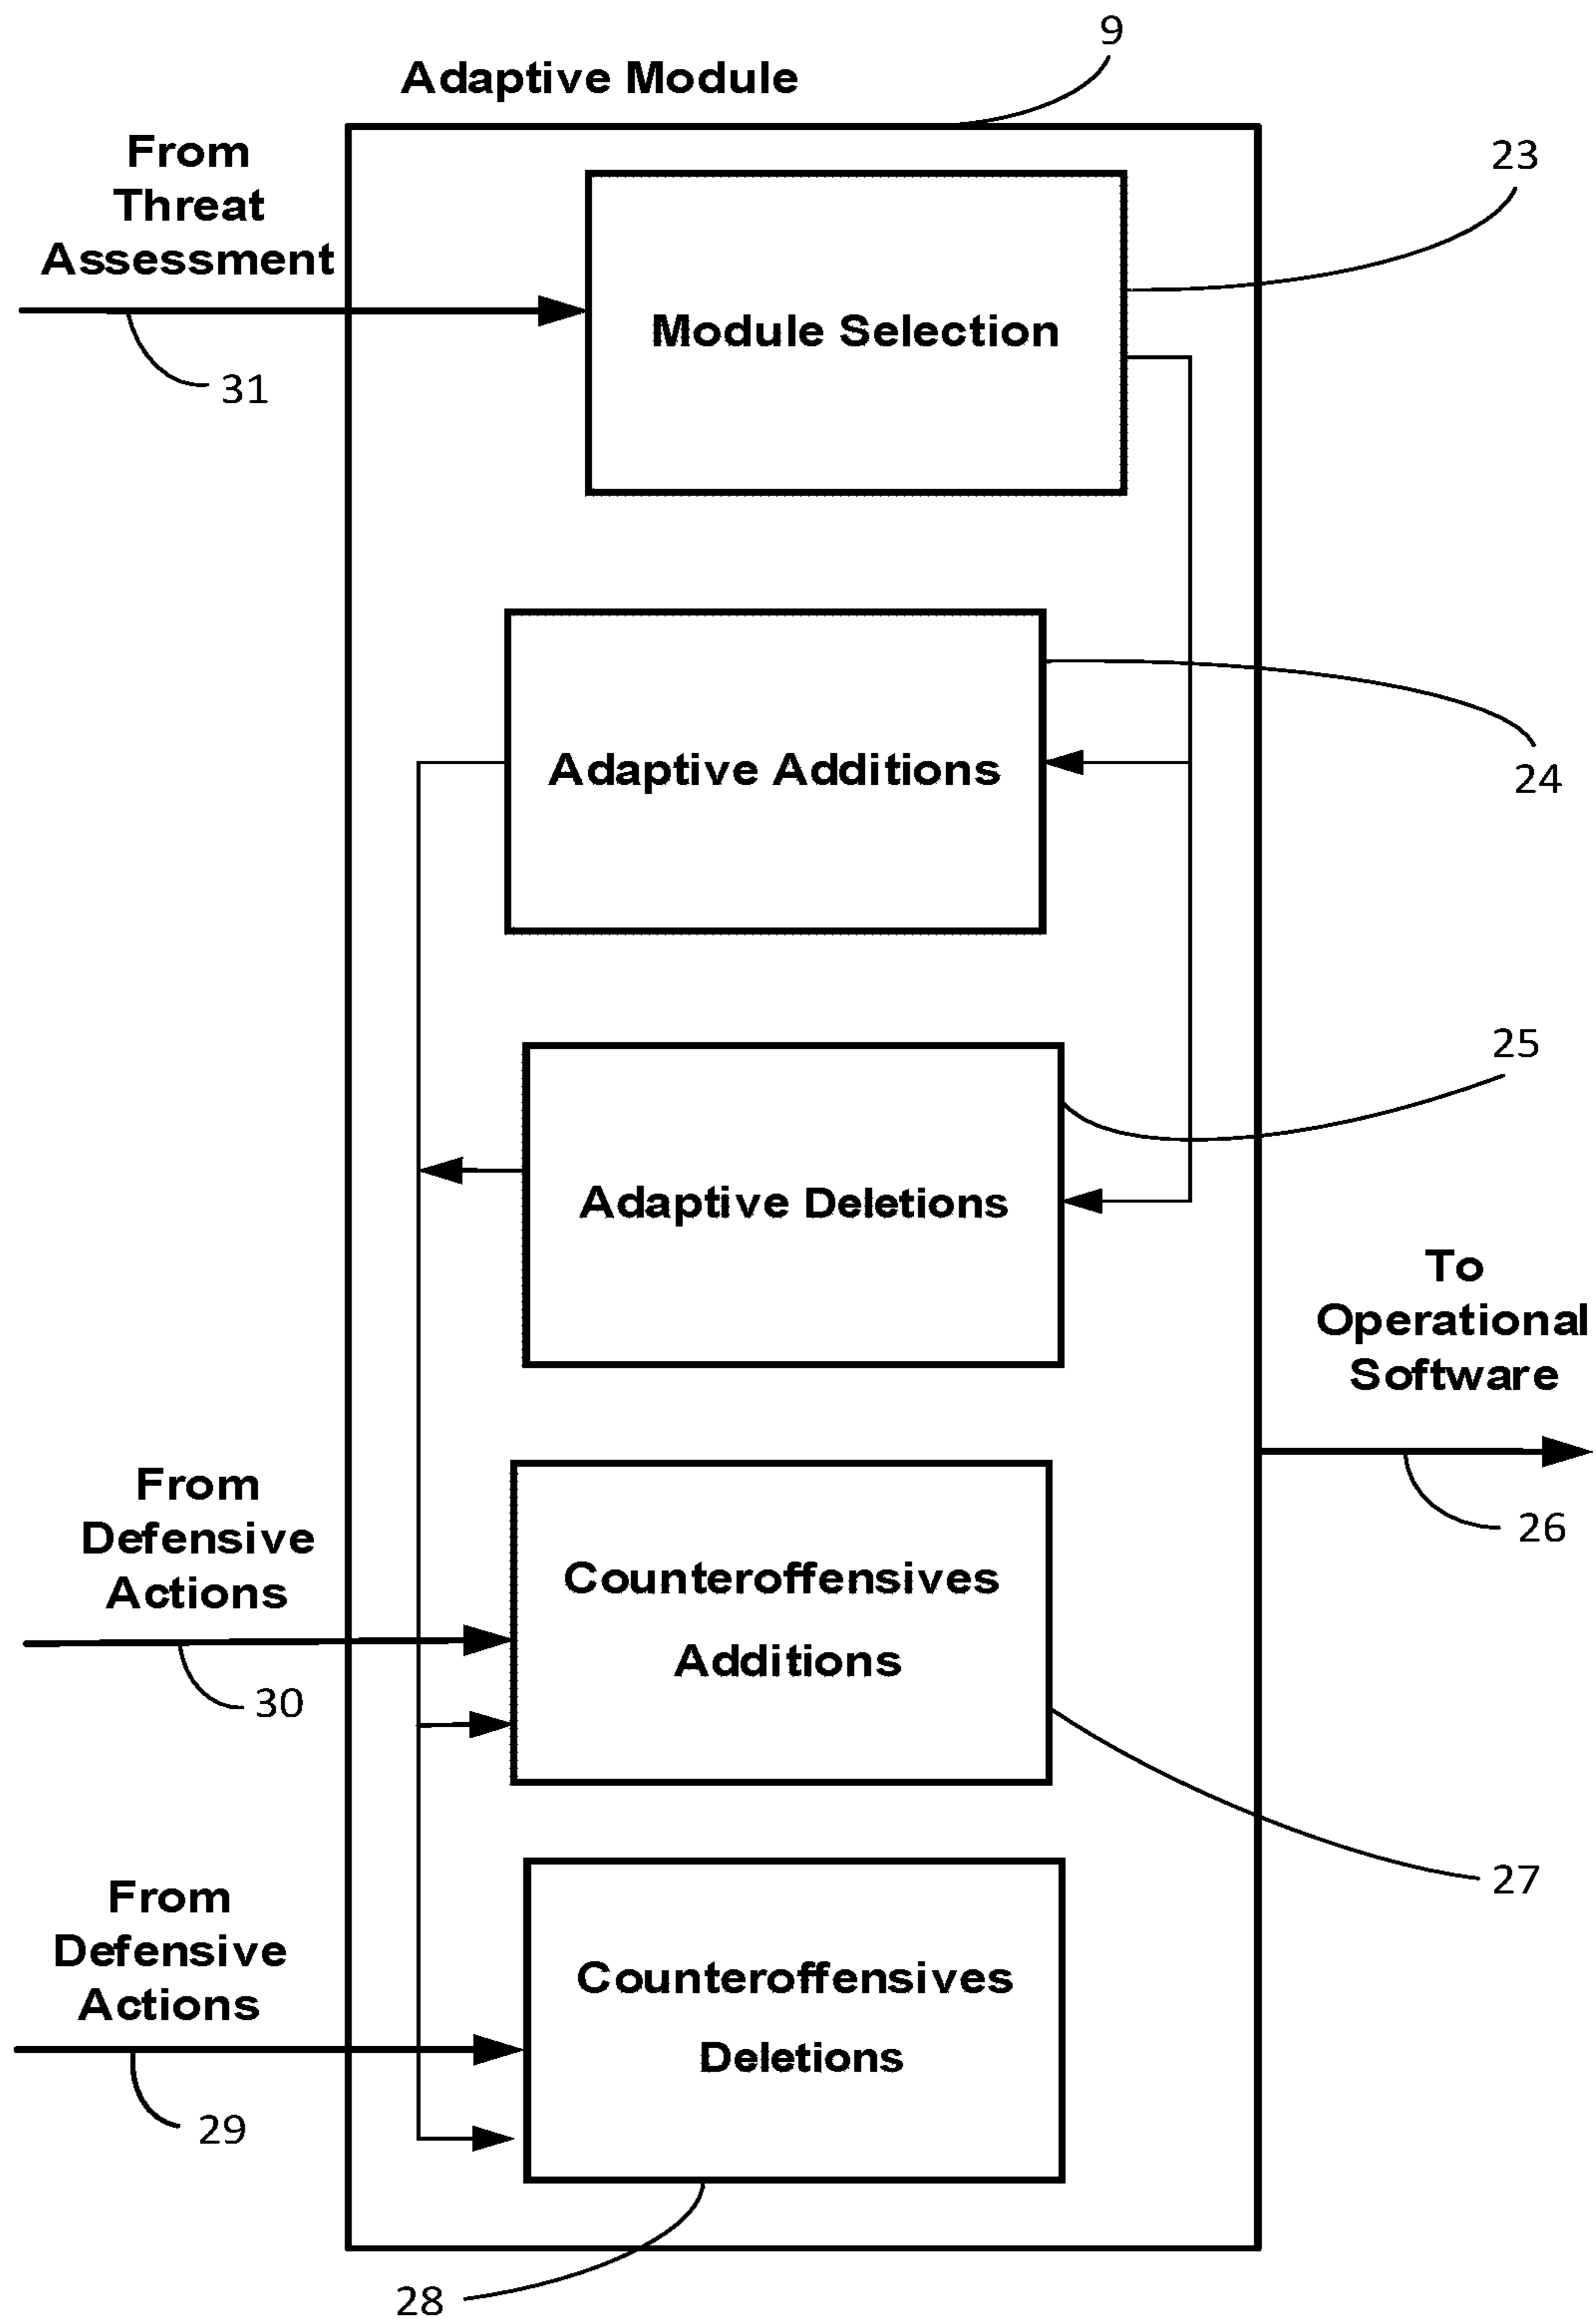 9
Adaptive Module
From
Threat
Assessment
23
Module Selection
31
Adaptive Additions
24
25
Adaptive Deletions
To
Operational
Software
From
Defensive
Actions
26
Counteroffensives
Additions
30
27
From
Defensive
Actions
Counteroffensives
Deletions
29
28